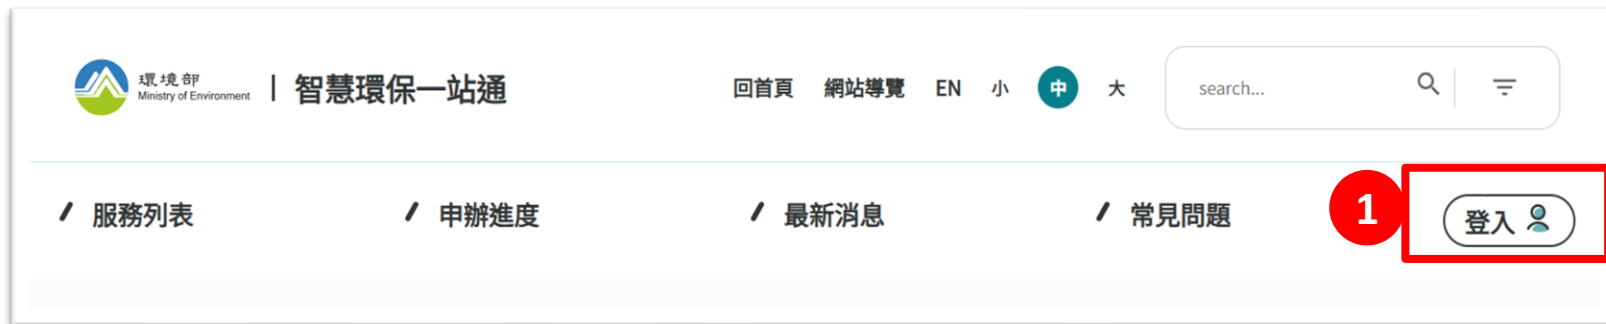 環境部
Ministry of Environment
智慧環保一站通
回首頁 網站導覽 EN 小 中 大
search...
服務列表 申辦進度 最新消息 常見問題 1 登入